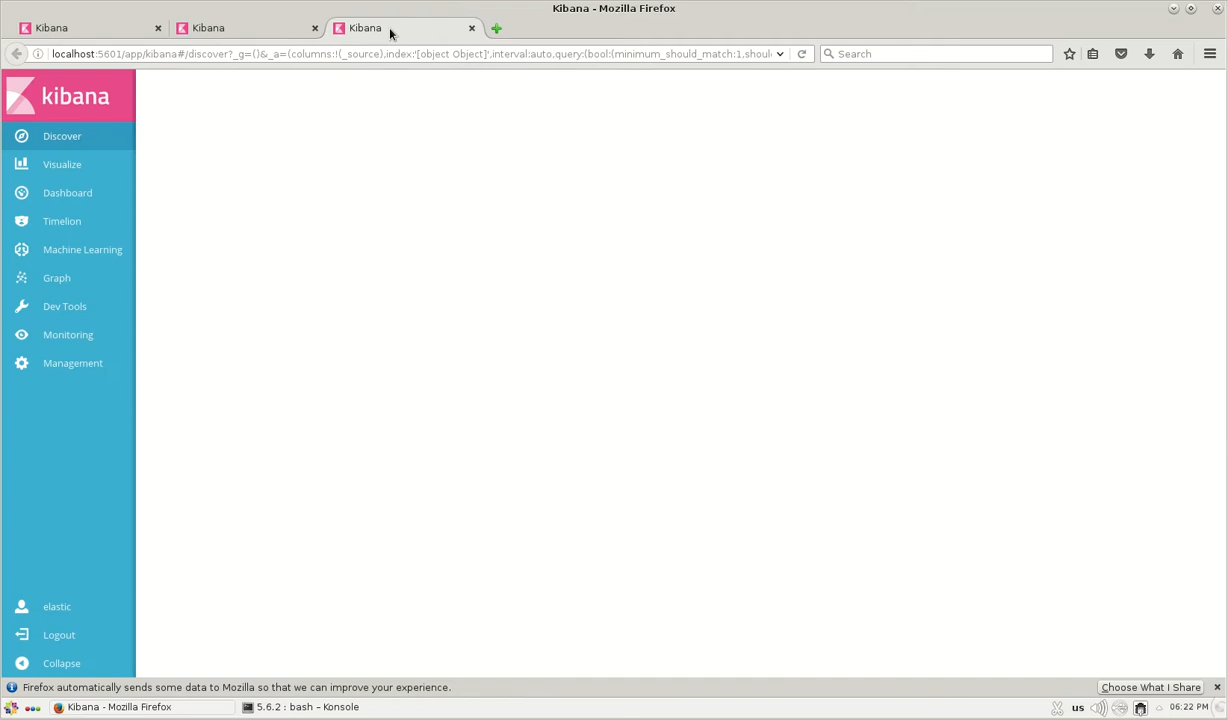 Kibana - Mozilla Firefox
Kibana
Kibana
Kibana
localhost:5601/app/kibana#/discover?_g=()&_a=(columns:!(_source),index:'[object Object]',interval:auto,query:(bool:(minimum_should_match:1,shoul
Search
kibana
Discover
Visualize
Dashboard
Timelion
Machine Learning
Graph
Dev Tools
Monitoring
Management
elastic
Logout
Collapse
Firefox automatically sends some data to Mozilla so that we can improve your experience.
Choose What I Share
Kibana - Mozilla Firefox
5.6.2 : bash – Konsole
us
06:22 PM